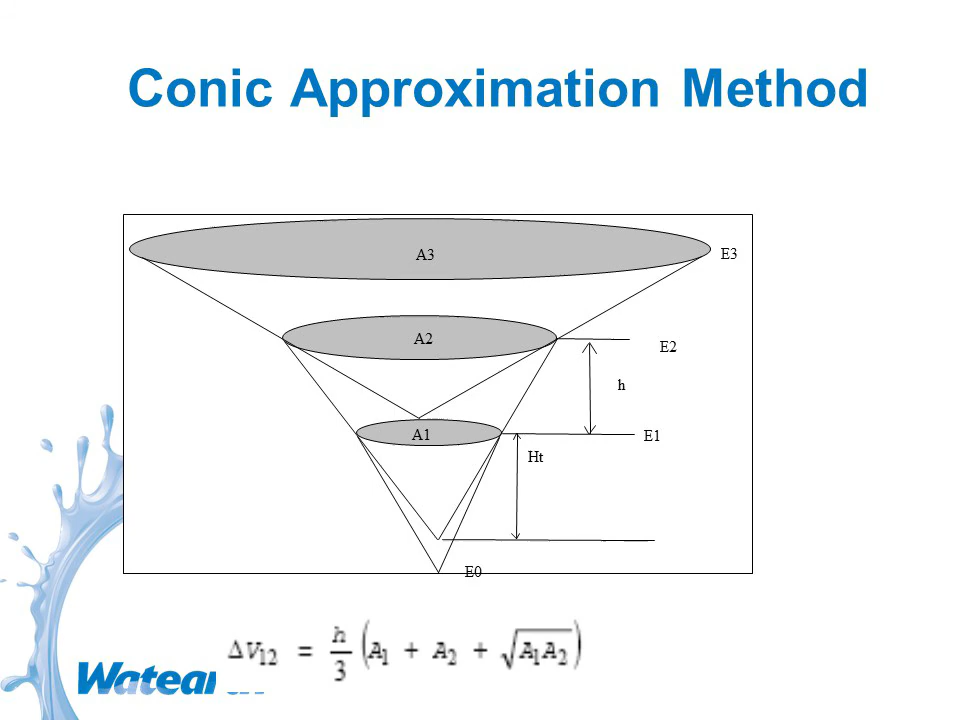 Conic Approximation Method
A3
E3
A2
E2
h
A1
E1
Ht
E0
ΔV₁₂ = h/3 (A₁ + A₂ + √A₁A₂)